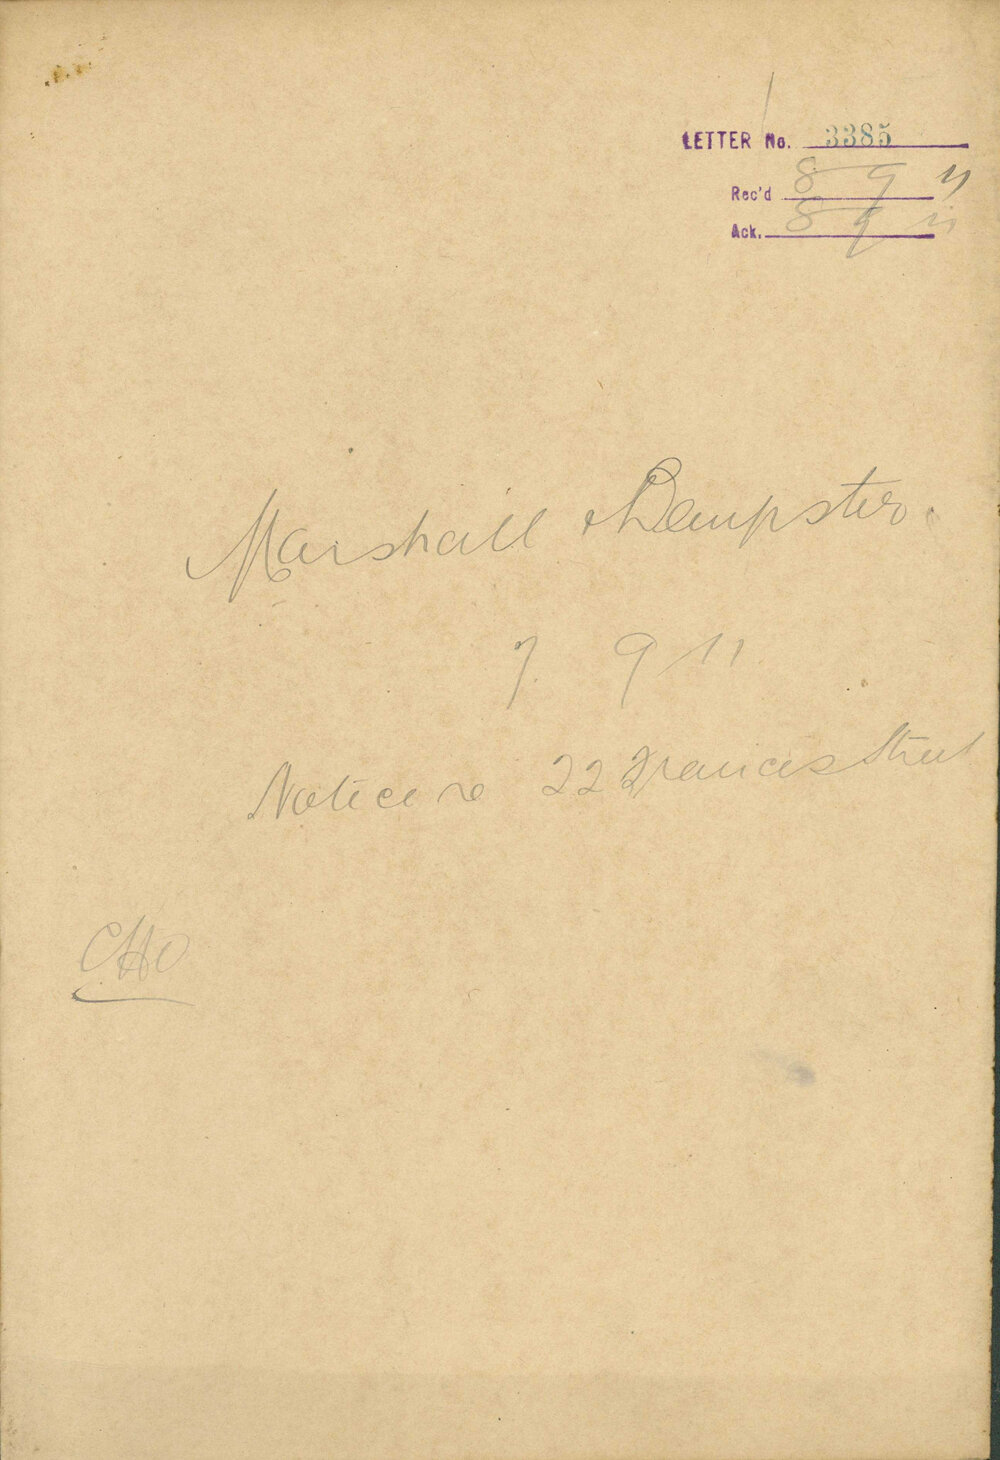 LETTER No. 3385
Rec'd 8 9 11
Ack. 8 9 11
Marshall & Dempster.
7. 9 11
Notice re 22 Francis Street
CHO